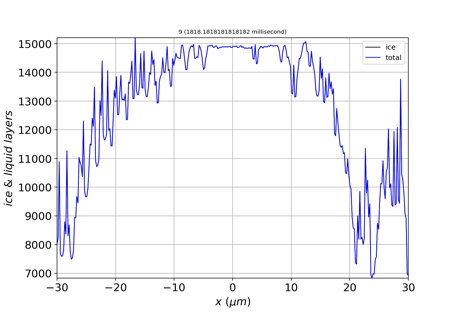 9 (1818.1818181818182 millisecond)
ice
total
15000
14000
13000
12000
11000
10000
9000
8000
7000
ice & liquid layers
−30 −20 −10 0 10 20 30
x (μm)